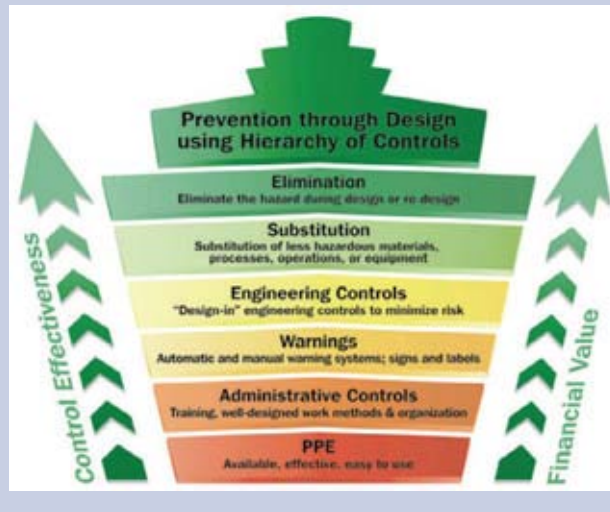 Prevention through Design
using Hierarchy of Controls
Elimination
Eliminate the hazard during design or re design
Substitution
Substitution of less hazardous materials,
processes, operations, or equipment
Engineering Controls
"Design-in" engineering controls to minimize risk
Warnings
Automatic and manual warning systems; signs and labels
Administrative Controls
Training, well-designed work methods & organization
PPE
Available, effective, easy to use
Control Effectiveness
Financial Value